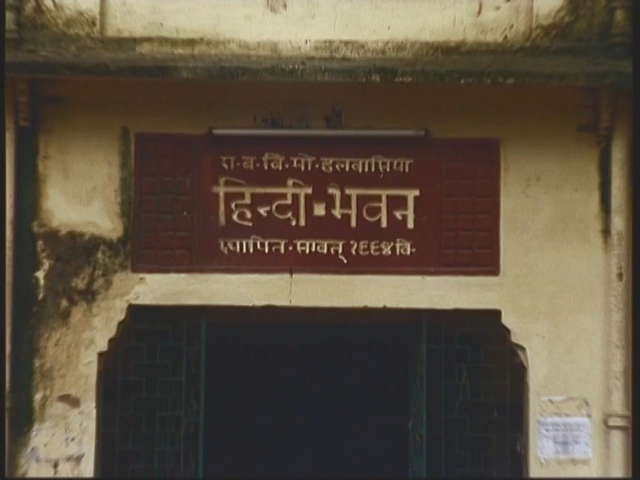 रा·ब·वि·मो·हलवासिया
हिन्दी-भवन
स्थापित·सम्वत् १९९४वि·